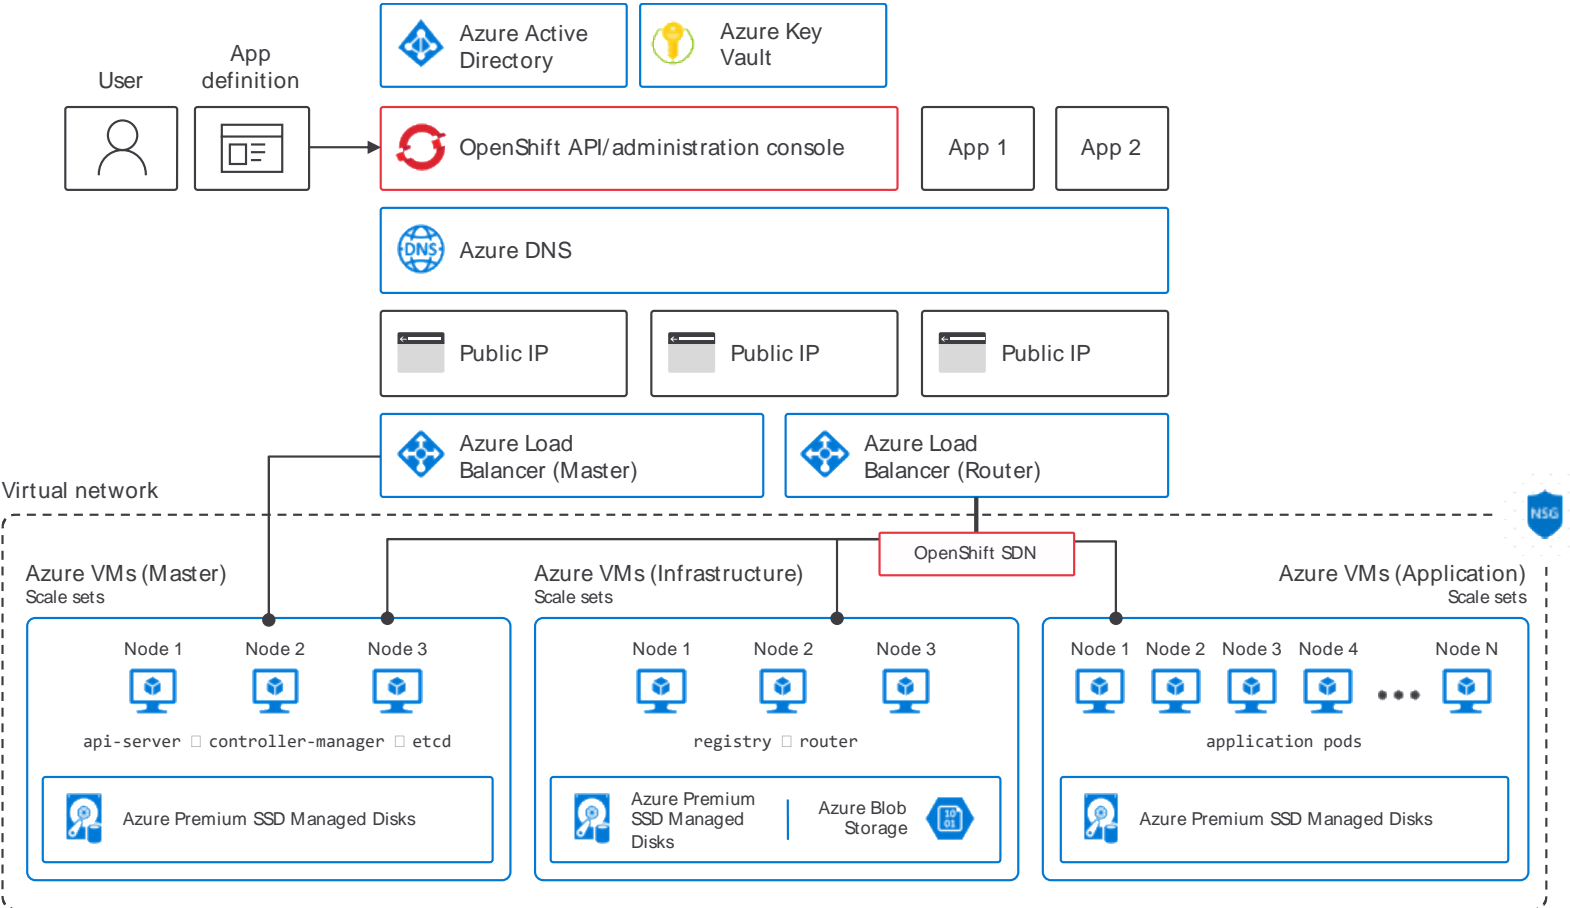 Azure Active
Directory
Azure Key
Vault
User
App
definition
OpenShift API/administration console
App 1
App 2
DNS
Azure DNS
Public IP
Public IP
Public IP
Azure Load
Balancer (Master)
Azure Load
Balancer (Router)
Virtual network
NSG
OpenShift SDN
Azure VMs (Master)
Scale sets
Azure VMs (Infrastructure)
Scale sets
Azure VMs (Application)
Scale sets
Node 1
Node 2
Node 3
api-server □ controller-manager □ etcd
Azure Premium SSD Managed Disks
Node 1
Node 2
Node 3
registry □ router
Azure Premium
SSD Managed
Disks
Azure Blob
Storage
10
01
Node 1
Node 2
Node 3
Node 4
Node N
application pods
Azure Premium SSD Managed Disks